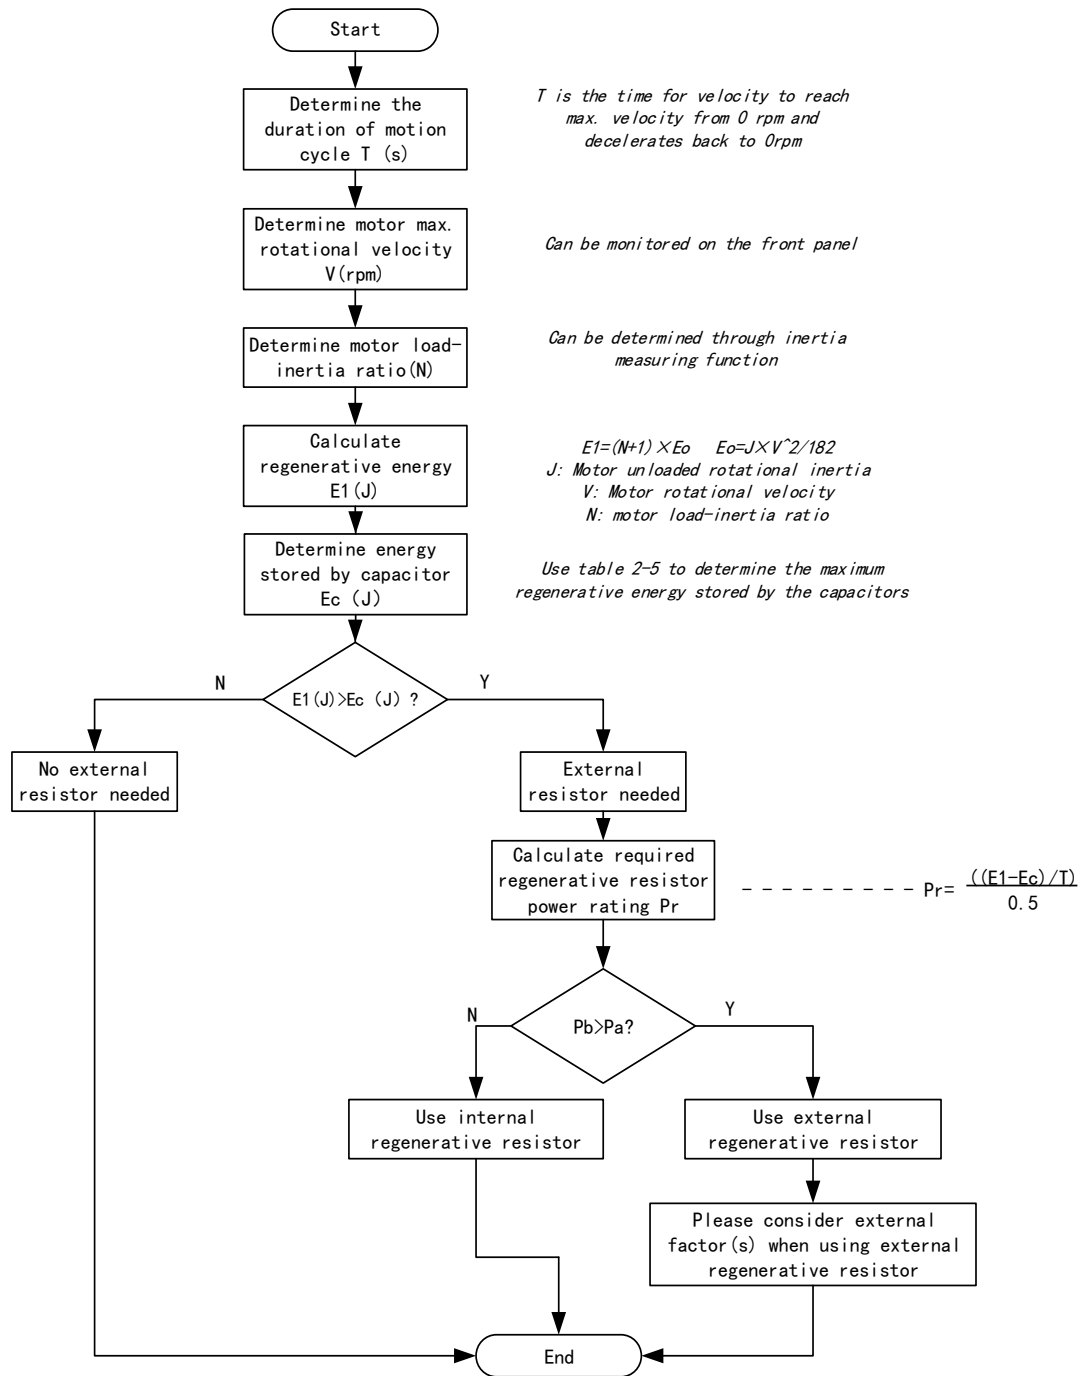 Start
Determine the
duration of motion
cycle T (s)
T is the time for velocity to reach
max. velocity from 0 rpm and
decelerates back to 0rpm
Determine motor max.
rotational velocity
V(rpm)
Can be monitored on the front panel
Determine motor load-
inertia ratio(N)
Can be determined through inertia
measuring function
Calculate
regenerative energy
E1(J)
E1=(N+1)×Eo Eo=J×V^2/182
J: Motor unloaded rotational inertia
V: Motor rotational velocity
N: motor load-inertia ratio
Determine energy
stored by capacitor
Ec (J)
Use table 2-5 to determine the maximum
regenerative energy stored by the capacitors
N
E1(J)>Ec (J) ?
Y
No external
resistor needed
External
resistor needed
Calculate required
regenerative resistor
power rating Pr
Pr= ((E1-Ec)/T)
0.5
N
Pb>Pa?
Y
Use internal
regenerative resistor
Use external
regenerative resistor
Please consider external
factor(s) when using external
regenerative resistor
End